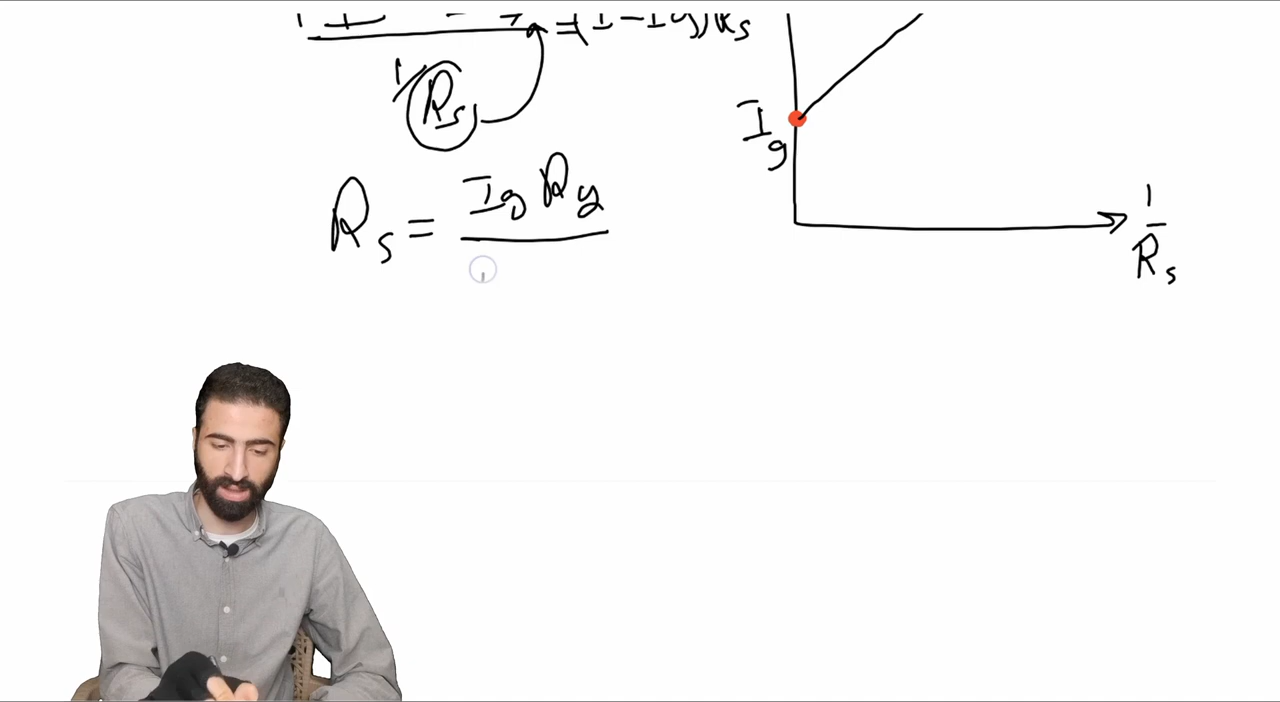 =(I-Ig)Rs
1/Rs
Ig
Rs = Ig Rg
1/Rs